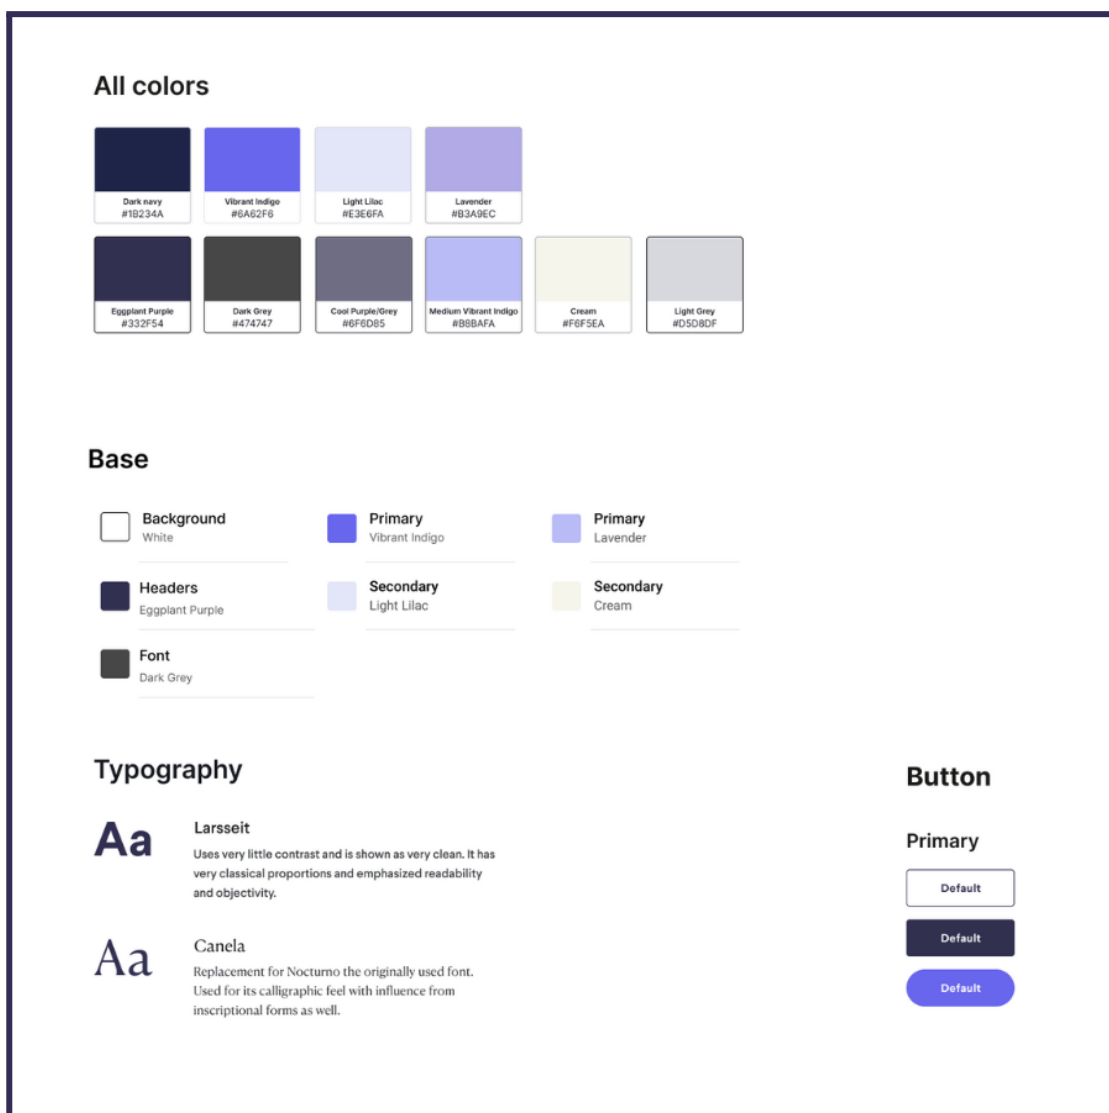 All colors
Dark navy
#1B234A
Vibrant Indigo
#6A62F6
Light Lilac
#E3E6FA
Lavender
#B3A9EC
Eggplant Purple
#332F54
Dark Grey
#474747
Cool Purple/Grey
#6F6D85
Medium Vibrant Indigo
#B8BAFA
Cream
#F6F5EA
Light Grey
#D5D8DF
Base
Background
White
Primary
Vibrant Indigo
Primary
Lavender
Headers
Eggplant Purple
Secondary
Light Lilac
Secondary
Cream
Font
Dark Grey
Typography
Aa
Larsseit
Uses very little contrast and is shown as very clean. It has
very classical proportions and emphasized readability
and objectivity.
Aa
Canela
Replacement for Nocturno the originally used font.
Used for its calligraphic feel with influence from
inscriptional forms as well.
Button
Primary
Default
Default
Default